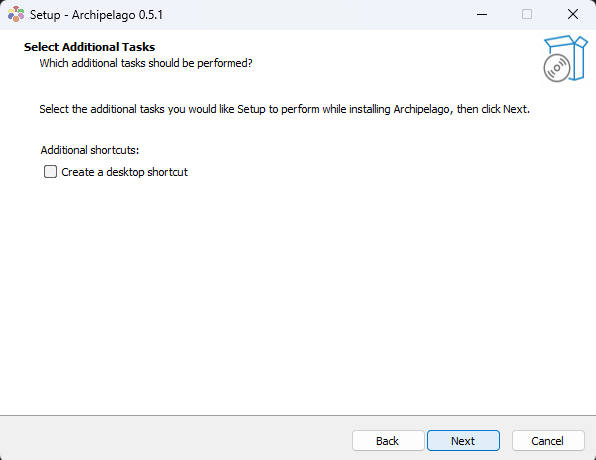 Setup - Archipelago 0.5.1
Select Additional Tasks
Which additional tasks should be performed?
Select the additional tasks you would like Setup to perform while installing Archipelago, then click Next.
Additional shortcuts:
Create a desktop shortcut
Back Next Cancel